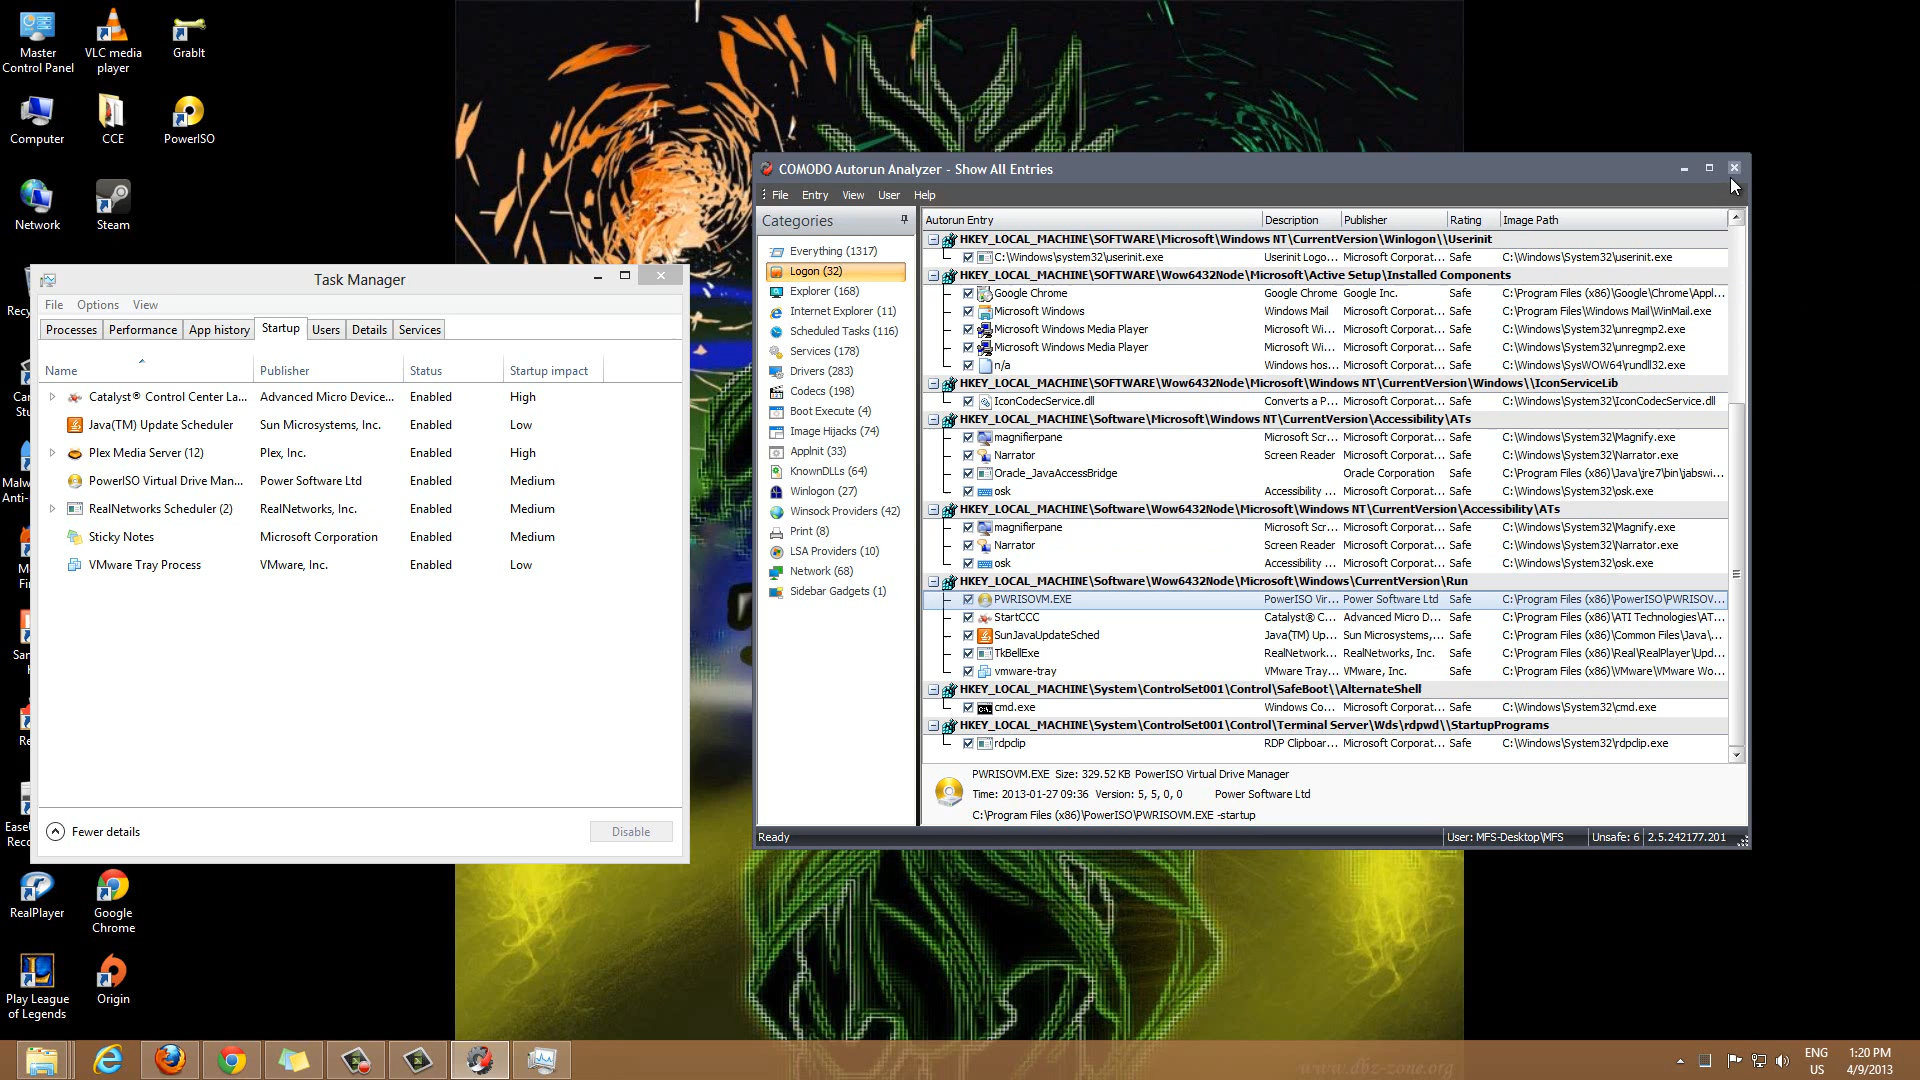 Master
Control Panel
VLC media
player
GrabIt
Computer
CCE
PowerISO
Network
Steam
RealPlayer
Google
Chrome
Play League
of Legends
Origin
Task Manager
File Options View
Processes Performance App history Startup Users Details Services
Name Publisher Status Startup impact
Catalyst® Control Center La... Advanced Micro Device... Enabled High
Java(TM) Update Scheduler Sun Microsystems, Inc. Enabled Low
Plex Media Server (12) Plex, Inc. Enabled High
PowerISO Virtual Drive Man... Power Software Ltd Enabled Medium
RealNetworks Scheduler (2) RealNetworks, Inc. Enabled Medium
Sticky Notes Microsoft Corporation Enabled Medium
VMware Tray Process VMware, Inc. Enabled Low
Fewer details Disable
COMODO Autorun Analyzer - Show All Entries
File Entry View User Help
Categories
Everything (1317)
Logon (32)
Explorer (168)
Internet Explorer (11)
Scheduled Tasks (116)
Services (178)
Drivers (283)
Codecs (198)
Boot Execute (4)
Image Hijacks (74)
AppInit (33)
KnownDLLs (64)
Winlogon (27)
Winsock Providers (42)
Print (8)
LSA Providers (10)
Network (68)
Sidebar Gadgets (1)
Autorun Entry Description Publisher Rating Image Path
HKEY_LOCAL_MACHINE\SOFTWARE\Microsoft\Windows NT\CurrentVersion\Winlogon\\Userinit
C:\Windows\system32\userinit.exe Userinit Logo... Microsoft Corporat... Safe C:\Windows\System32\userinit.exe
HKEY_LOCAL_MACHINE\SOFTWARE\Wow6432Node\Microsoft\Active Setup\Installed Components
Google Chrome Google Chrome Google Inc. Safe C:\Program Files (x86)\Google\Chrome\Appl...
Microsoft Windows Windows Mail Microsoft Corporat... Safe C:\Program Files\Windows Mail\WinMail.exe
Microsoft Windows Media Player Microsoft Wi... Microsoft Corporat... Safe C:\Windows\System32\unregmp2.exe
Microsoft Windows Media Player Microsoft Wi... Microsoft Corporat... Safe C:\Windows\System32\unregmp2.exe
n/a Windows hos... Microsoft Corporat... Safe C:\Windows\SysWOW64\rundll32.exe
HKEY_LOCAL_MACHINE\SOFTWARE\Wow6432Node\Microsoft\Windows NT\CurrentVersion\Windows\\IconServiceLib
IconCodecService.dll Converts a P... Microsoft Corporat... Safe C:\Windows\System32\IconCodecService.dll
HKEY_LOCAL_MACHINE\Software\Microsoft\Windows NT\CurrentVersion\Accessibility\ATs
magnifierpane Microsoft Scr... Microsoft Corporat... Safe C:\Windows\System32\Magnify.exe
Narrator Screen Reader Microsoft Corporat... Safe C:\Windows\System32\Narrator.exe
Oracle_JavaAccessBridge Oracle Corporation Safe C:\Program Files (x86)\Java\jre7\bin\jabswi...
osk Accessibility ... Microsoft Corporat... Safe C:\Windows\System32\osk.exe
HKEY_LOCAL_MACHINE\Software\Wow6432Node\Microsoft\Windows NT\CurrentVersion\Accessibility\ATs
magnifierpane Microsoft Scr... Microsoft Corporat... Safe C:\Windows\System32\Magnify.exe
Narrator Screen Reader Microsoft Corporat... Safe C:\Windows\System32\Narrator.exe
osk Accessibility ... Microsoft Corporat... Safe C:\Windows\System32\osk.exe
HKEY_LOCAL_MACHINE\Software\Wow6432Node\Microsoft\Windows\CurrentVersion\Run
PWRISOVM.EXE PowerISO Vir... Power Software Ltd Safe C:\Program Files (x86)\PowerISO\PWRISOV...
StartCCC Catalyst® C... Advanced Micro D... Safe C:\Program Files (x86)\ATI Technologies\AT...
SunJavaUpdateSched Java(TM) Up... Sun Microsystems,... Safe C:\Program Files (x86)\Common Files\Java\...
TkBellExe RealNetwork... RealNetworks, Inc. Safe C:\Program Files (x86)\Real\RealPlayer\Upd...
vmware-tray VMware Tray... VMware, Inc. Safe C:\Program Files (x86)\VMware\VMware Wo...
HKEY_LOCAL_MACHINE\System\ControlSet001\Control\SafeBoot\\AlternateShell
cmd.exe Windows Co... Microsoft Corporat... Safe C:\Windows\System32\cmd.exe
HKEY_LOCAL_MACHINE\System\ControlSet001\Control\Terminal Server\Wds\rdpwd\\StartupPrograms
rdpclip RDP Clipboar... Microsoft Corporat... Safe C:\Windows\System32\rdpclip.exe
PWRISOVM.EXE Size: 329.52 KB PowerISO Virtual Drive Manager
Time: 2013-01-27 09:36 Version: 5, 5, 0, 0 Power Software Ltd
C:\Program Files (x86)\PowerISO\PWRISOVM.EXE -startup
Ready User: MFS-Desktop\MFS Unsafe: 6 2.5.242177.201
www.dbz-zone.org
ENG
US
1:20 PM
4/9/2013